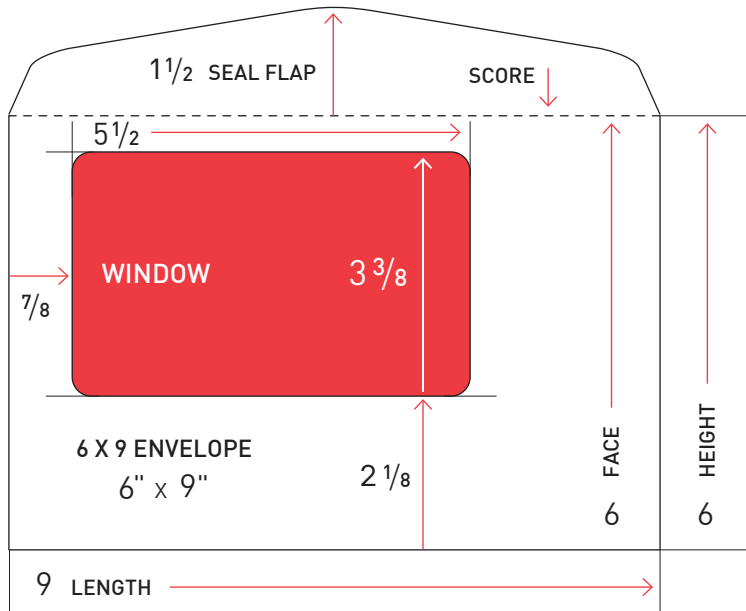 1 1/2 SEAL FLAP
SCORE
5 1/2
WINDOW
3 3/8
7/8
6 X 9 ENVELOPE
6" x 9"
2 1/8
6 FACE
6 HEIGHT
9 LENGTH